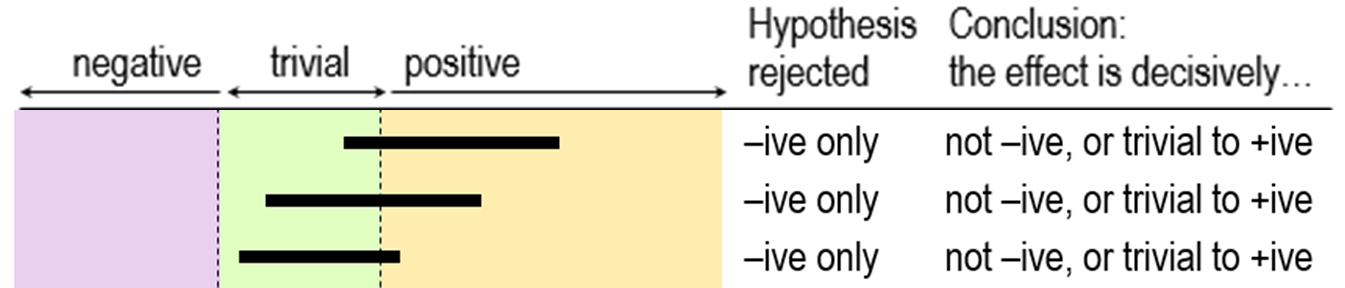 Hypothesis Conclusion:
negative trivial positive rejected the effect is decisively...
–ive only not –ive, or trivial to +ive
–ive only not –ive, or trivial to +ive
–ive only not –ive, or trivial to +ive